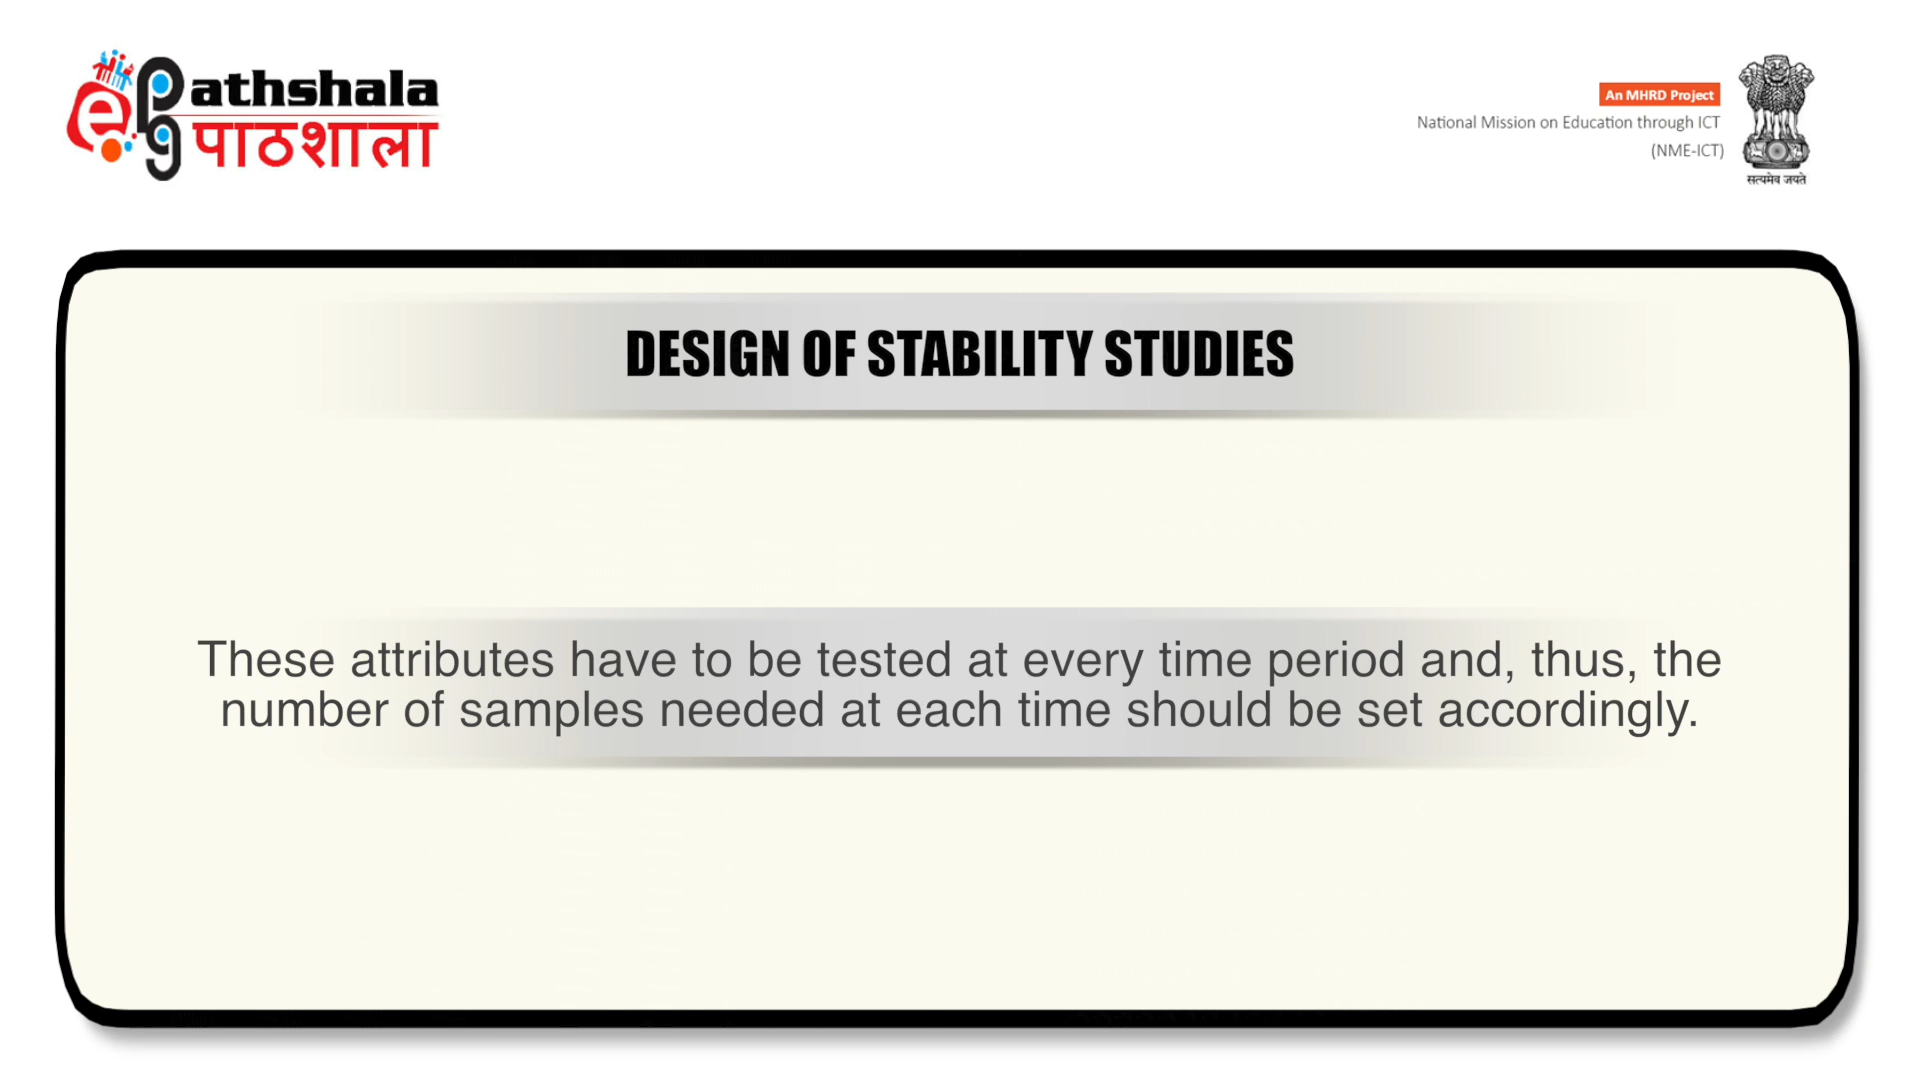 e pg Pathshala
पाठशाला
An MHRD Project
National Mission on Education through ICT
(NME-ICT)
सत्यमेव जयते
DESIGN OF STABILITY STUDIES
These attributes have to be tested at every time period and, thus, the
number of samples needed at each time should be set accordingly.